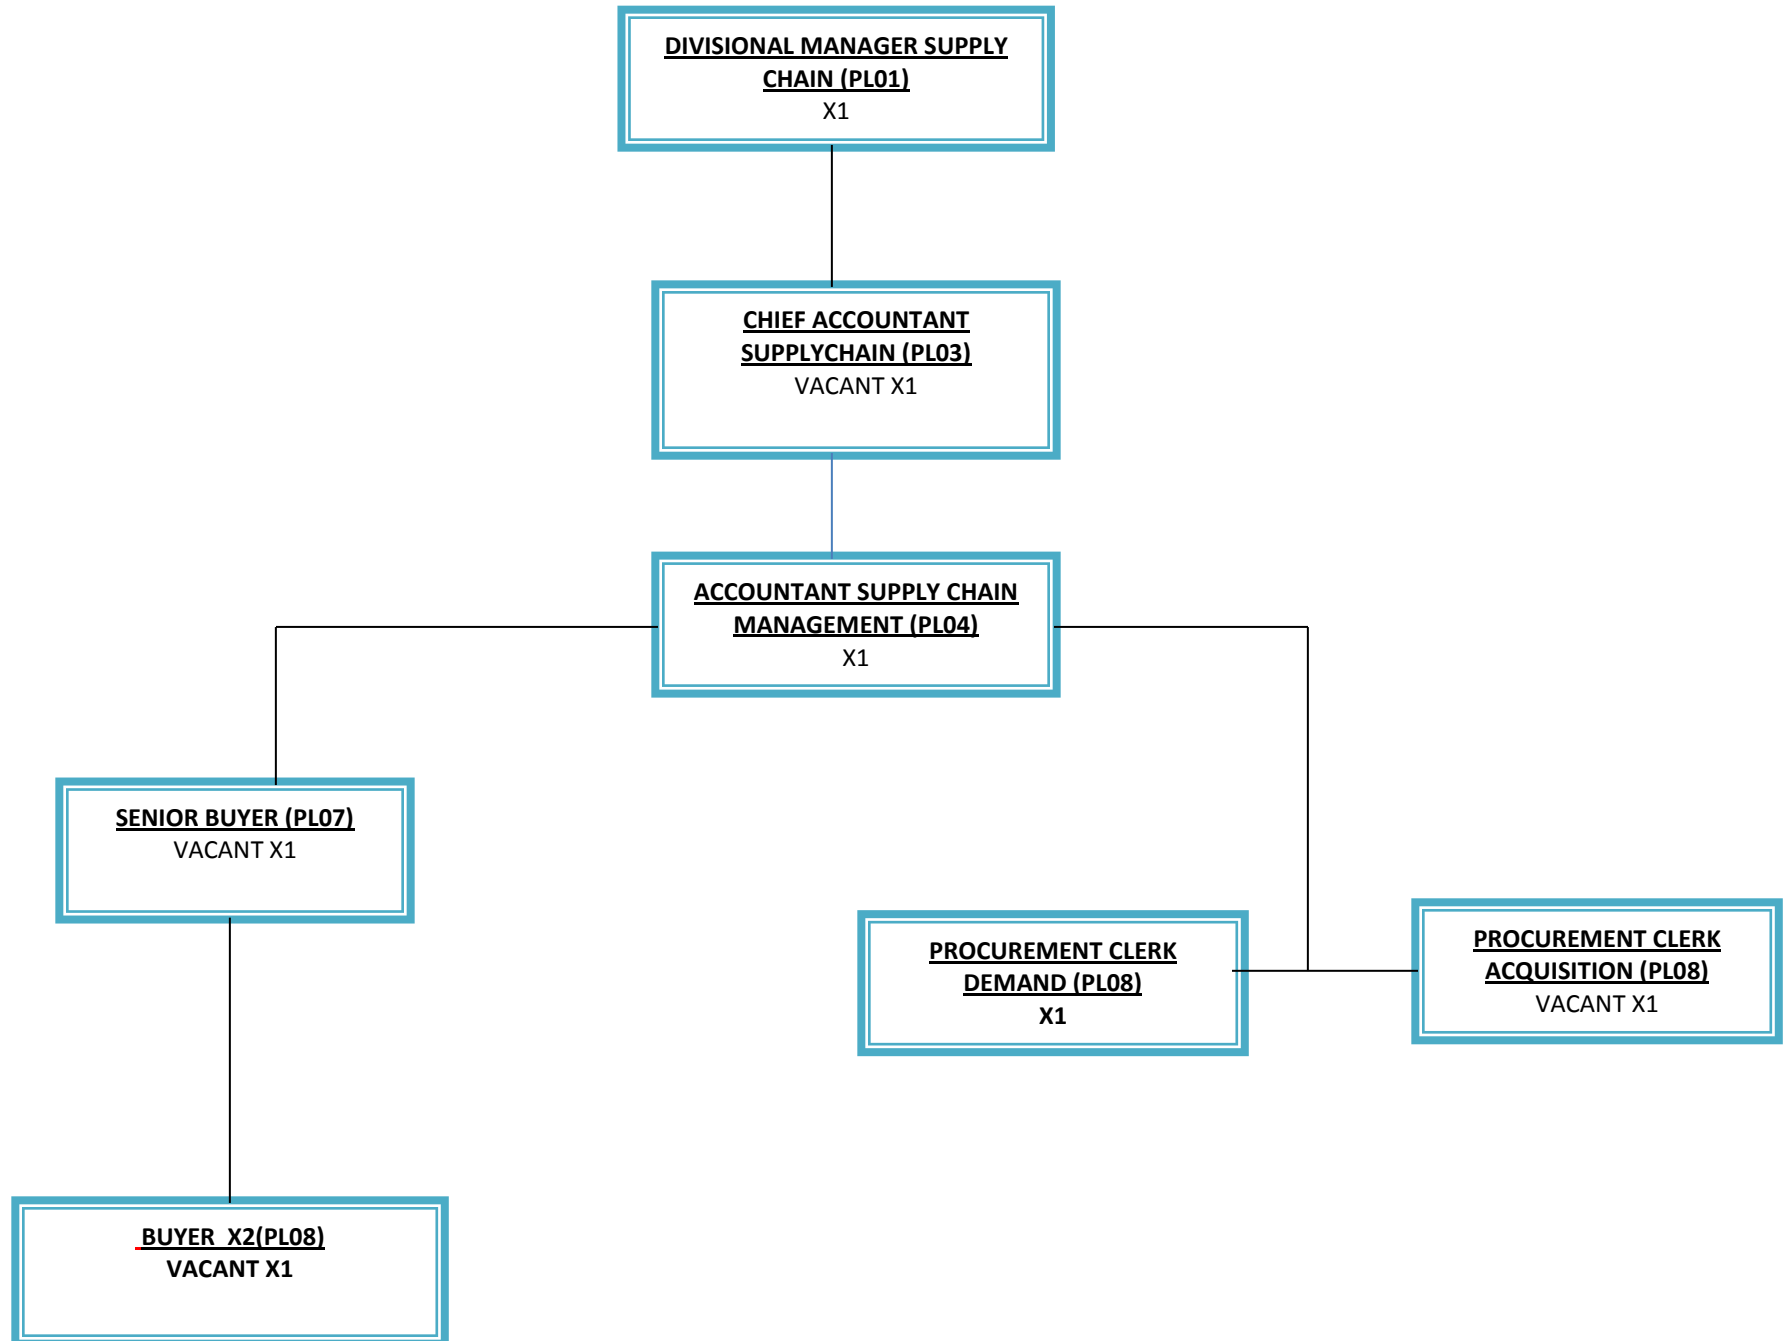 DIVISIONAL MANAGER SUPPLY
CHAIN (PL01)
X1
CHIEF ACCOUNTANT
SUPPLYCHAIN (PL03)
VACANT X1
ACCOUNTANT SUPPLY CHAIN
MANAGEMENT (PL04)
X1
SENIOR BUYER (PL07)
VACANT X1
PROCUREMENT CLERK
DEMAND (PL08)
X1
PROCUREMENT CLERK
ACQUISITION (PL08)
VACANT X1
BUYER  X2(PL08)
VACANT X1